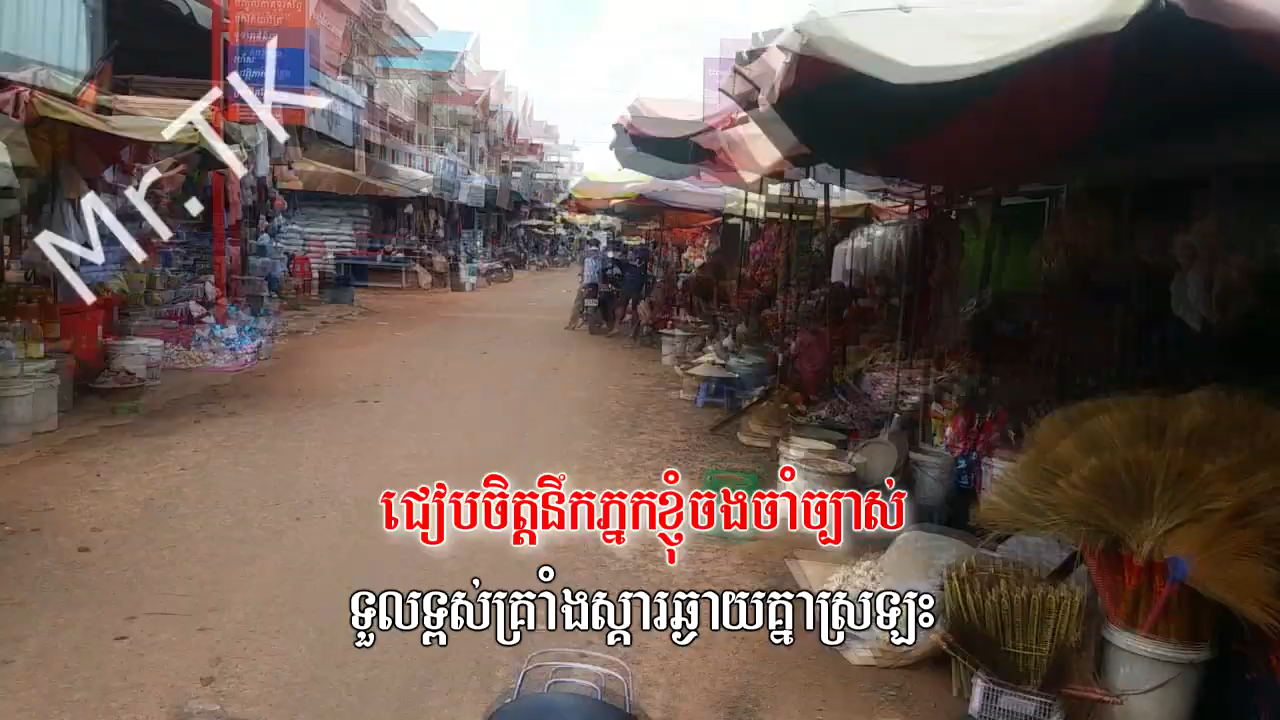 Mr.TK
ជៀបចិត្តនឹកភ្នកខ្ញុំចងចាំច្បាស់
ទួលទ្ពស់គ្រាំងស្គារឆ្ងាយគ្នាស្រឡះ